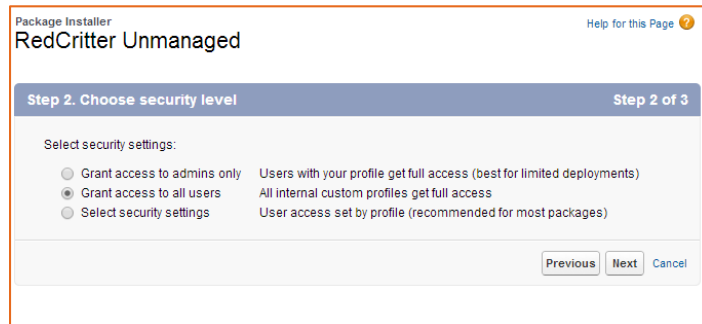 Package Installer
RedCritter Unmanaged
Help for this Page ?
Step 2. Choose security level Step 2 of 3
Select security settings:
Grant access to admins only Users with your profile get full access (best for limited deployments)
Grant access to all users All internal custom profiles get full access
Select security settings User access set by profile (recommended for most packages)
Previous Next Cancel